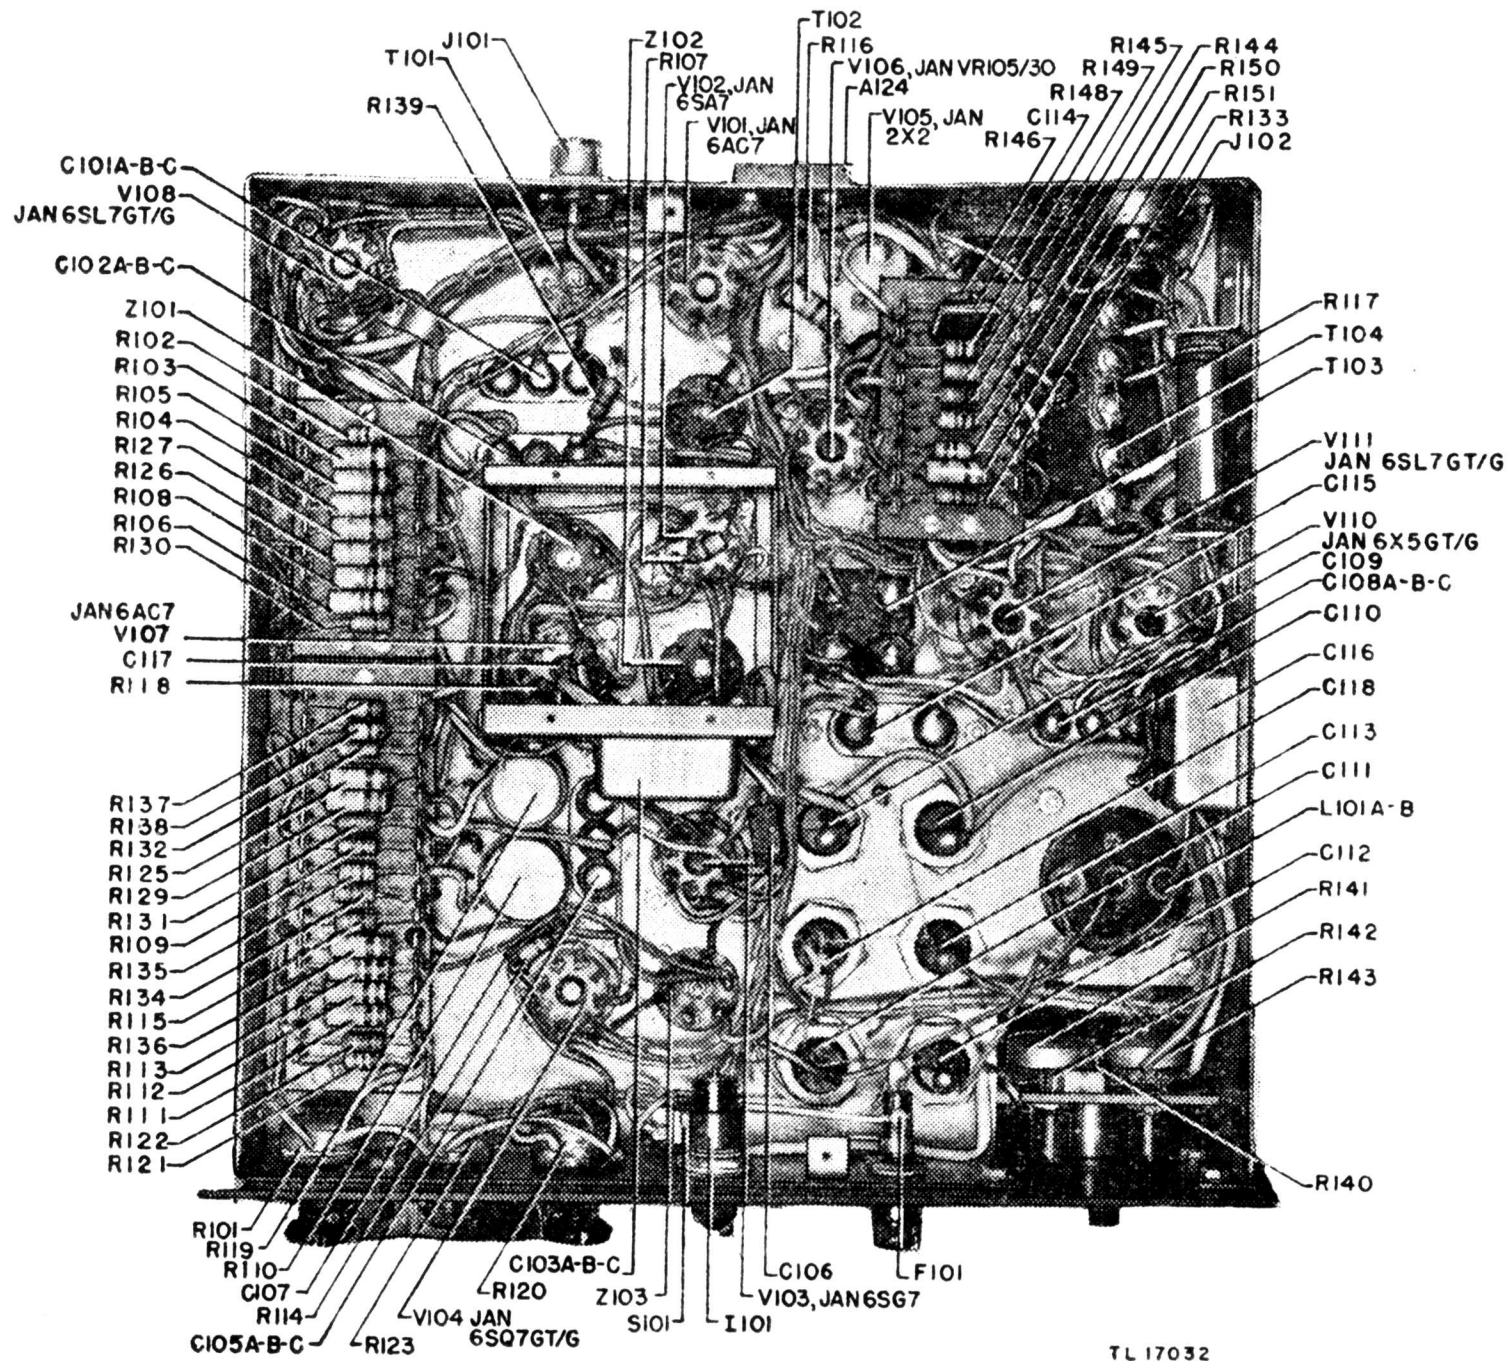 T102
R116
V106, JAN VR105/30
A124
V105, JAN
2X2
Z102
R107
V102, JAN
6SA7
V101, JAN
6AC7
J101
T101
R139
R145
R149
R148
C114
R146
R144
R150
R151
R133
J102
C101A-B-C
V108
JAN 6SL7GT/G
C102A-B-C
Z101
R102
R103
R105
R104
R127
R126
R108
R106
R130
JAN 6AC7
V107
C117
R118
R137
R138
R132
R125
R129
R131
R109
R135
R134
R115
R136
R113
R112
R111
R122
R121
R117
T104
T103
V111
JAN 6SL7GT/G
C115
V110
JAN 6X5GT/G
C109
C108A-B-C
C110
C116
C118
C113
C111
L101A-B
C112
R141
R142
R143
R140
R101
R119
R110
C107
R114
C105A-B-C
R123
V104 JAN
6SQ7GT/G
R120
C103A-B-C
Z103
S101
I101
C106
V103, JAN 6SG7
F101
TL 17032